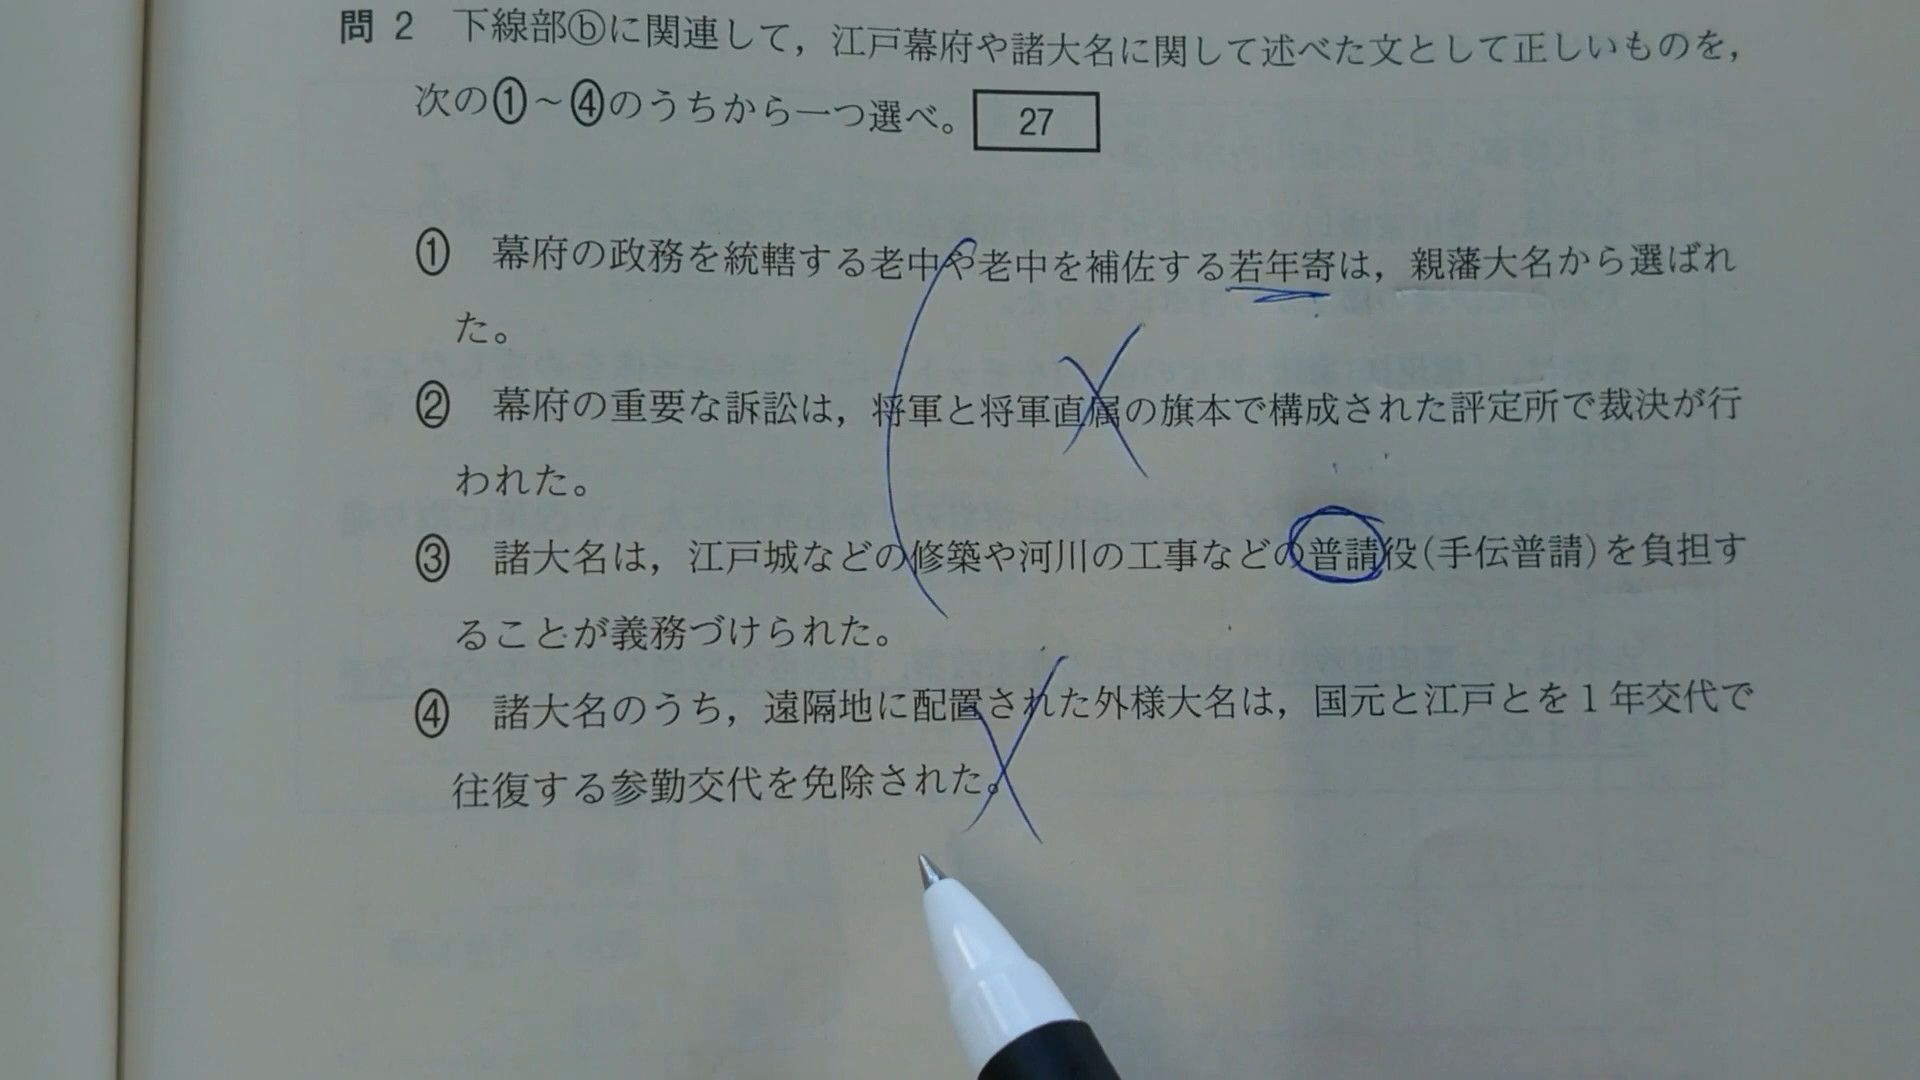 問 2 下線部ⓑに関連して，江戸幕府や諸大名に関して述べた文として正しいものを，
次の①～④のうちから一つ選べ。 27
① 幕府の政務を統轄する老中や老中を補佐する若年寄は，親藩大名から選ばれ
た。
② 幕府の重要な訴訟は，将軍と将軍直属の旗本で構成された評定所で裁決が行
われた。
③ 諸大名は，江戸城などの修築や河川の工事などの普請役(手伝普請)を負担す
ることが義務づけられた。
④ 諸大名のうち，遠隔地に配置された外様大名は，国元と江戸とを1年交代で
往復する参勤交代を免除された。